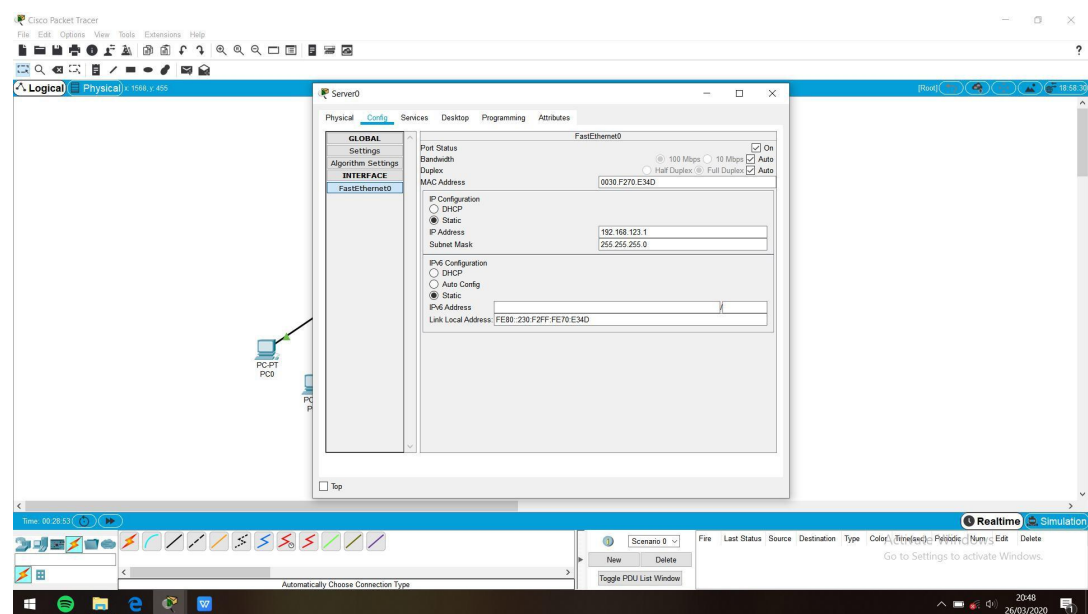 Cisco Packet Tracer
File Edit Options View Tools Extensions Help
?
Logical Physical x: 1568, y: 455
[Root] 18:58:30
Server0
Physical Config Services Desktop Programming Attributes
GLOBAL
Settings
Algorithm Settings
INTERFACE
FastEthernet0
FastEthernet0
Port Status On
Bandwidth 100 Mbps 10 Mbps Auto
Duplex Half Duplex Full Duplex Auto
MAC Address 0030.F270.E34D
IP Configuration
DHCP
Static
IP Address 192.168.123.1
Subnet Mask 255.255.255.0
IPv6 Configuration
DHCP
Auto Config
Static
IPv6 Address /
Link Local Address: FE80::230:F2FF:FE70:E34D
PC-PT
PC0
PC
P
Top
Time: 00:28:53
Realtime Simulation
Scenario 0
New Delete
Toggle PDU List Window
Fire Last Status Source Destination Type Color Time(sec) Periodic Num Edit Delete
Activate Windows
Go to Settings to activate Windows.
Automatically Choose Connection Type
20:48
26/03/2020